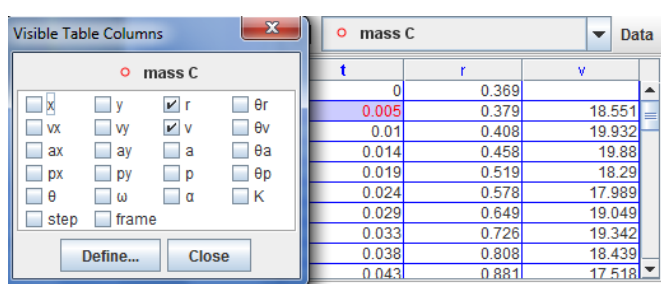 Visible Table Columns
mass C
x y r θr
vx vy v θv
ax ay a θa
px py p θp
θ ω α K
step frame
Define... Close
mass C Data
t r v
0 0.369
0.005 0.379 18.551
0.01 0.408 19.932
0.014 0.458 19.88
0.019 0.519 18.29
0.024 0.578 17.989
0.029 0.649 19.049
0.033 0.726 19.342
0.038 0.808 18.439
0.043 0.881 17.518